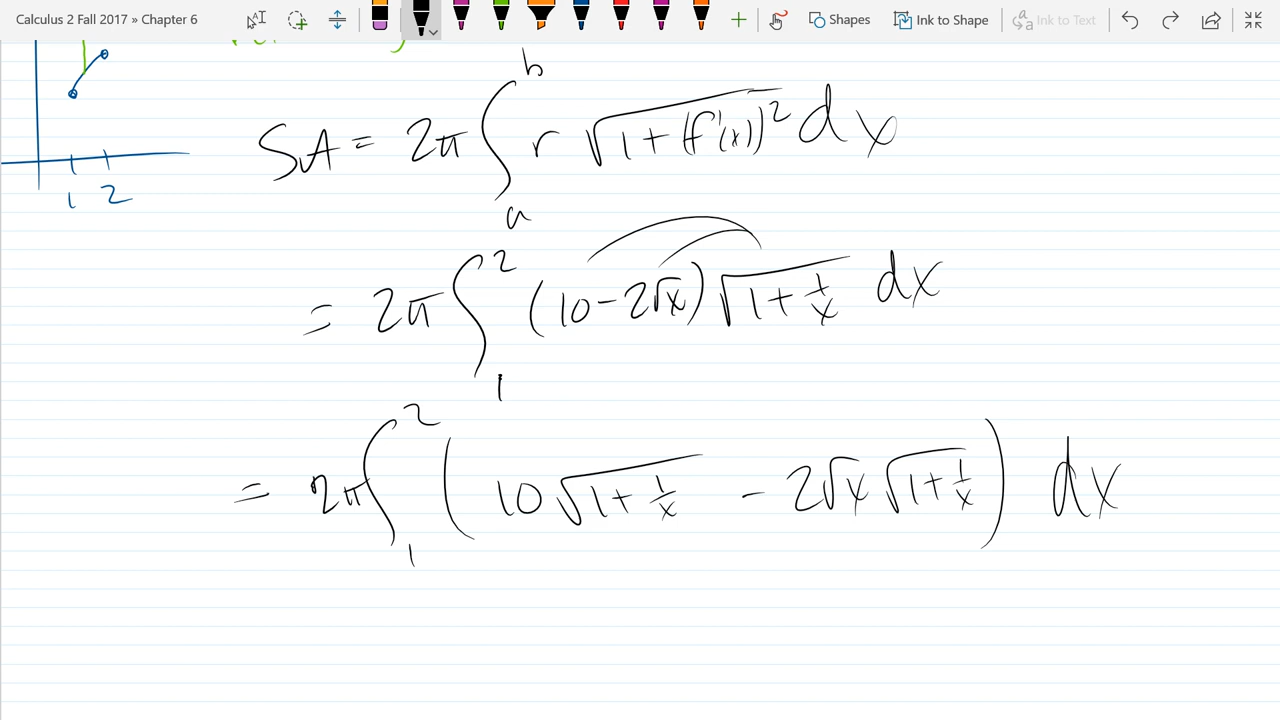 Calculus 2 Fall 2017 » Chapter 6
Shapes
Ink to Shape
Ink to Text
1 2
SA = 2π ∫_a^b r √(1+(f'(x))²) dx
= 2π ∫_1^2 (10-2√x) √(1+1/x) dx
= 2π ∫_1^2 (10√(1+1/x) - 2√x √(1+1/x)) dx